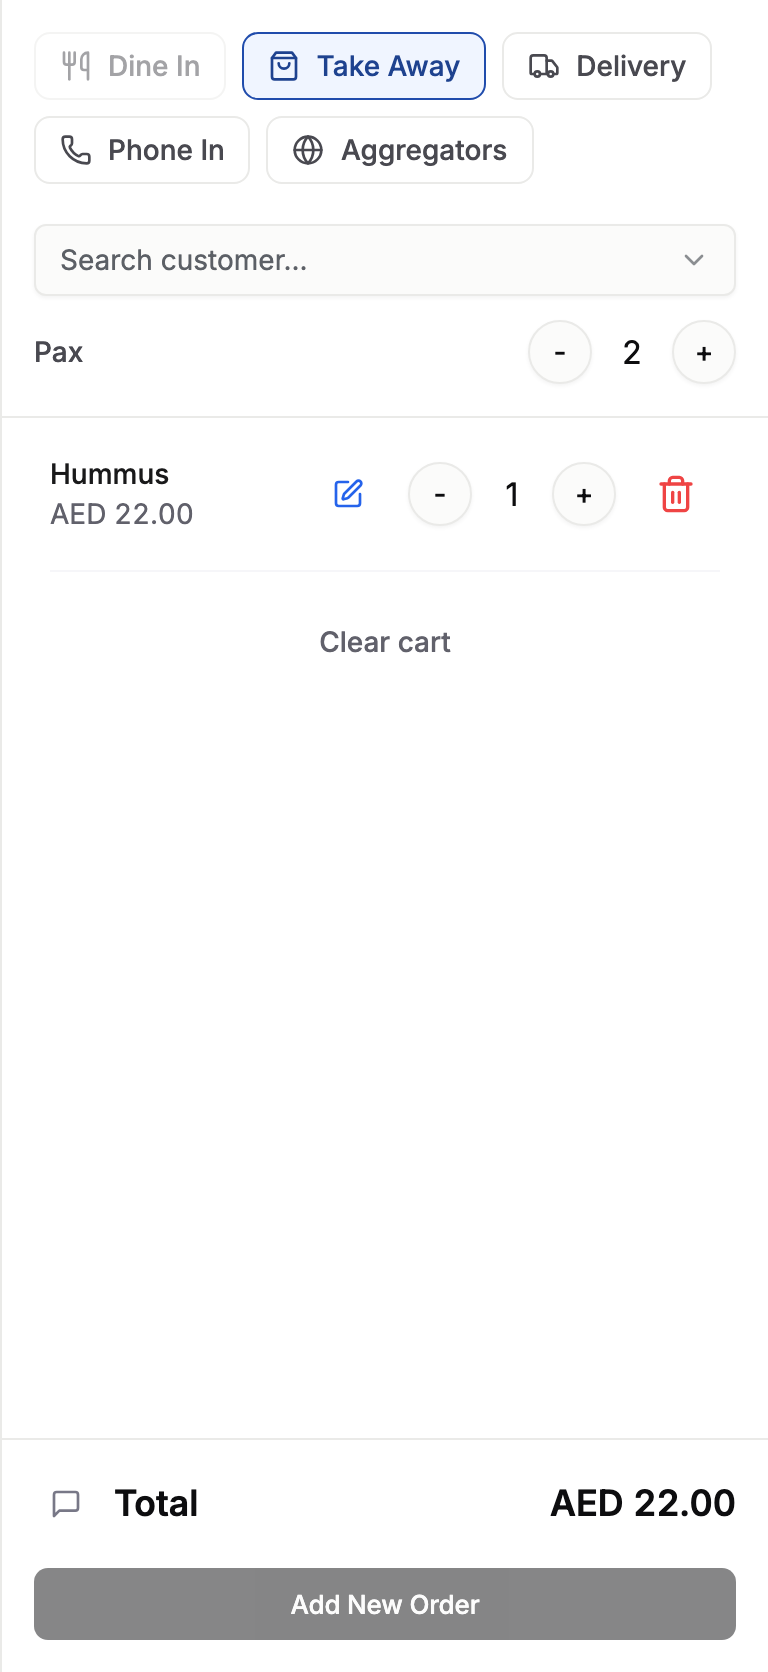 Dine In
Take Away
Delivery
Phone In
Aggregators
Search customer...
Pax
- 2 +
Hummus
AED 22.00
- 1 +
Clear cart
Total
AED 22.00
Add New Order